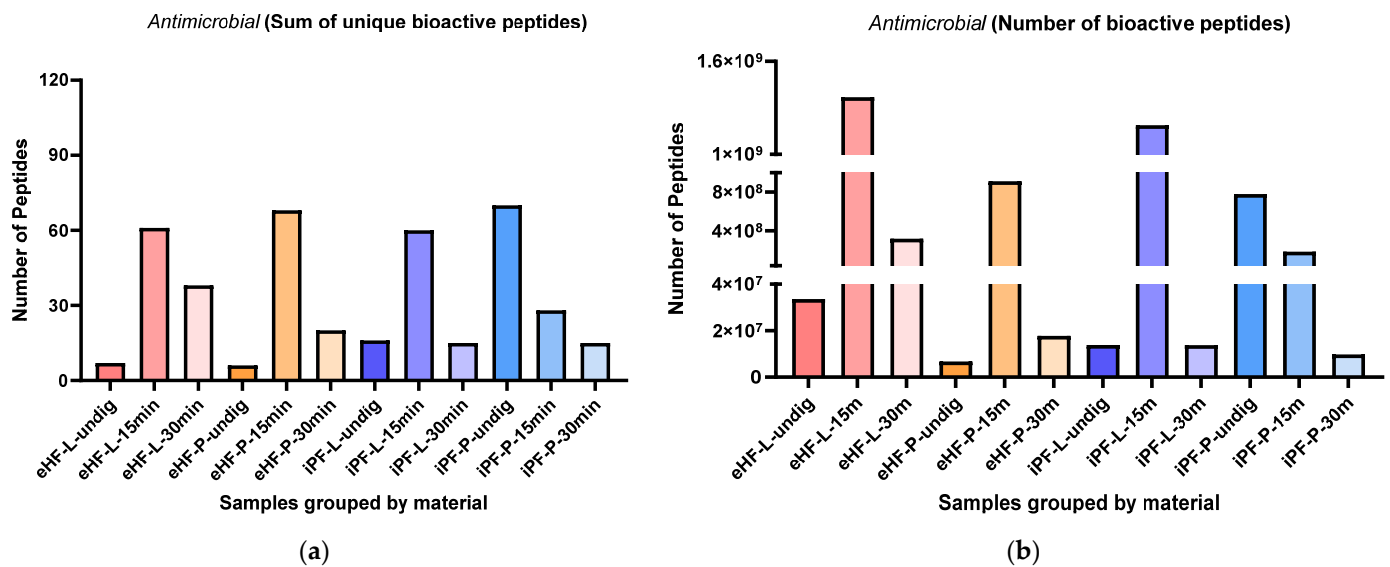 Antimicrobial (Sum of unique bioactive peptides)
Number of Peptides
120
90
60
30
0
eHF-L-undig
eHF-L-15min
eHF-L-30min
eHF-P-undig
eHF-P-15min
eHF-P-30min
iPF-L-undig
iPF-L-15min
iPF-L-30min
iPF-P-undig
iPF-P-15min
iPF-P-30min
Samples grouped by material
(a)
Antimicrobial (Number of bioactive peptides)
Number of Peptides
1.6×10⁹
1×10⁹
8×10⁸
4×10⁸
4×10⁷
2×10⁷
0
eHF-L-undig
eHF-L-15m
eHF-L-30m
eHF-P-undig
eHF-P-15m
eHF-P-30m
iPF-L-undig
iPF-L-15m
iPF-L-30m
iPF-P-undig
iPF-P-15m
iPF-P-30m
Samples grouped by material
(b)